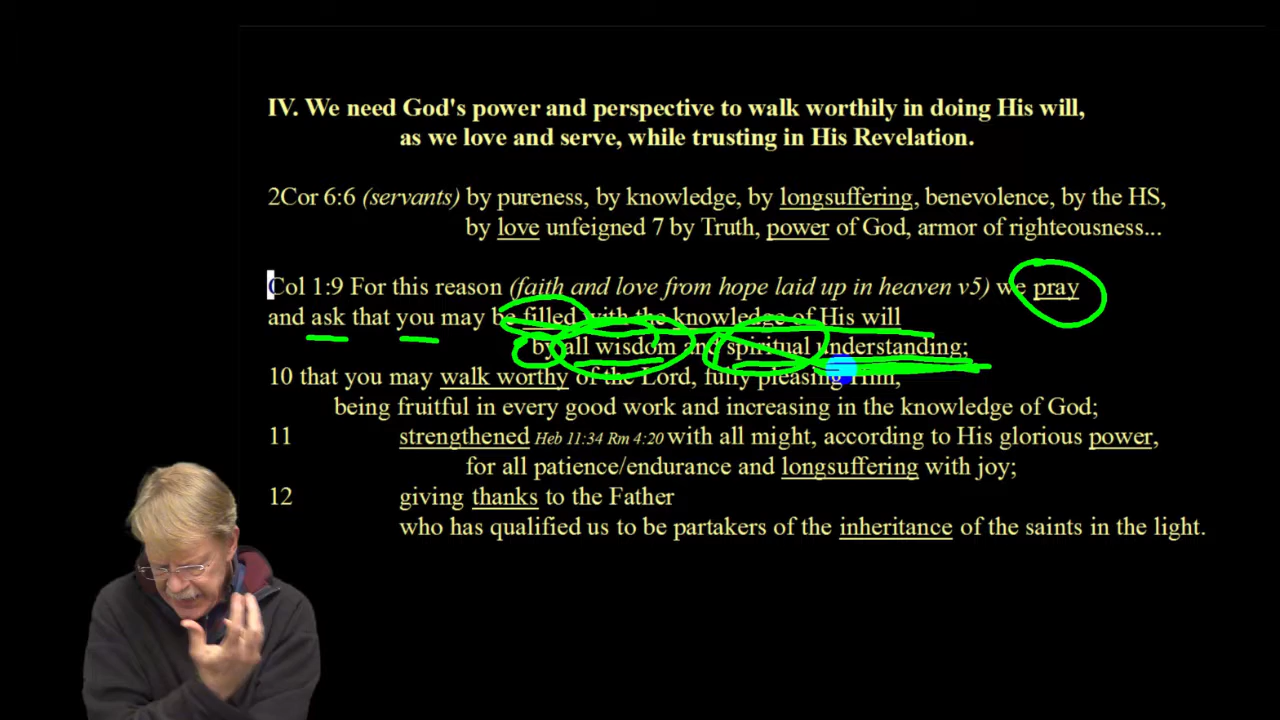 IV. We need God's power and perspective to walk worthily in doing His will,
as we love and serve, while trusting in His Revelation.
2Cor 6:6 (servants) by pureness, by knowledge, by longsuffering, benevolence, by the HS,
by love unfeigned 7 by Truth, power of God, armor of righteousness...
Col 1:9 For this reason (faith and love from hope laid up in heaven v5) we pray
and ask that you may be filled with the knowledge of His will
by all wisdom and spiritual understanding;
10 that you may walk worthy of the Lord, fully pleasing Him,
being fruitful in every good work and increasing in the knowledge of God;
11 strengthened Heb 11:34 Rm 4:20 with all might, according to His glorious power,
for all patience/endurance and longsuffering with joy;
12 giving thanks to the Father
who has qualified us to be partakers of the inheritance of the saints in the light.